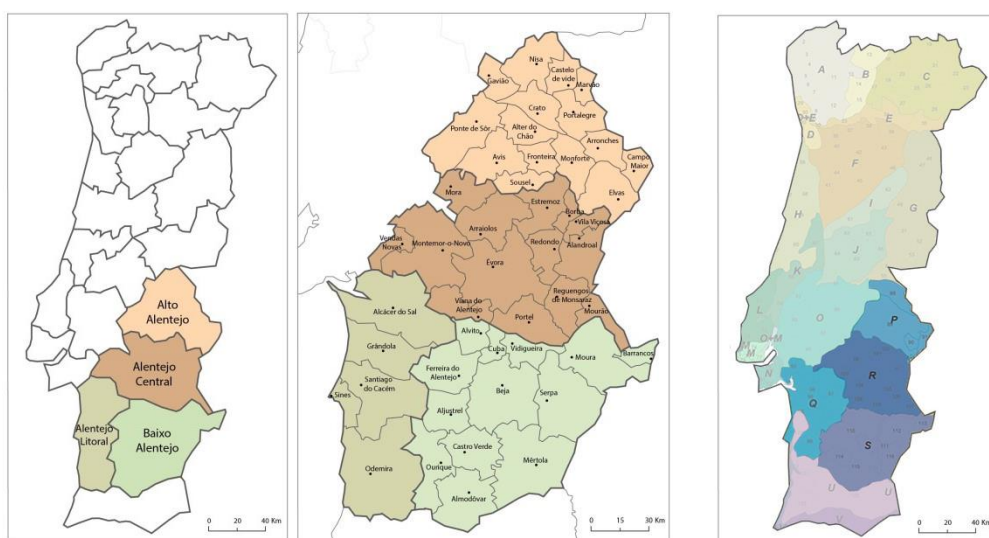 Alto
Alentejo
Alentejo
Central
Alentejo
Litoral
Baixo
Alentejo
0 20 40 Km
Nisa
Gavião
Castelo
de vide
Marvão
Crato
Portalegre
Ponte de Sôr
Alter do
Chão
Arronches
Avis
Fronteira
Monforte
Campo
Maior
Sousel
Elvas
Mora
Estremoz
Borba
Vila Viçosa
Arraiolos
Vendas
Novas
Montemor-o-Novo
Redondo
Alandroal
Évora
Reguengos
de Monsaraz
Viana do
Alentejo
Portel
Mourão
Alcácer do Sal
Alvito
Grândola
Cuba
Vidigueira
Moura
Barrancos
Ferreira do
Alentejo
Santiago
do Cacém
Sines
Beja
Serpa
Aljustrel
Castro Verde
Odemira
Ourique
Mértola
Almodôvar
0 15 30 Km
A
B
C
E
D
F
I
H
G
J
K
L
O
P
M
N
R
Q
S
U
V
0 20 40 Km